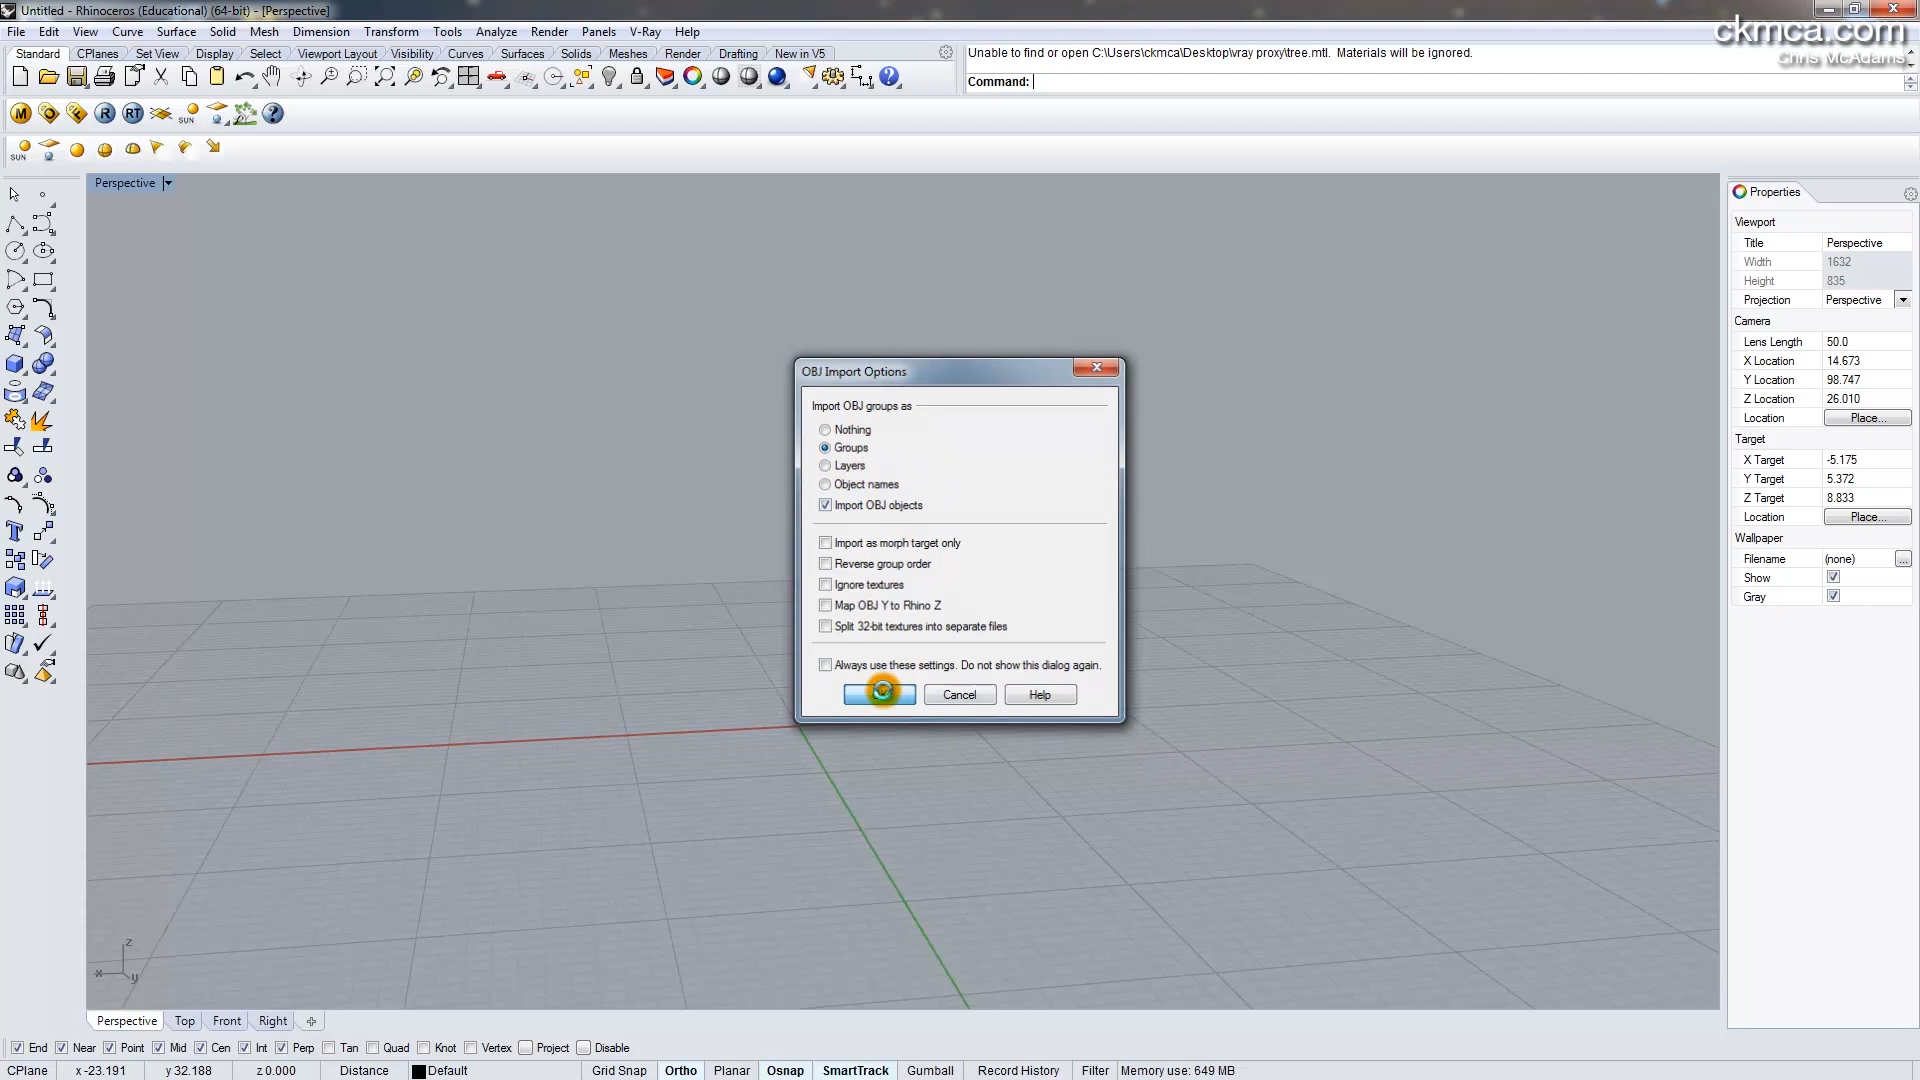 Untitled - Rhinoceros (Educational) (64-bit) - [Perspective]
ckmca.com
Chris McAdams
File Edit View Curve Surface Solid Mesh Dimension Transform Tools Analyze Render Panels V-Ray Help
Standard CPlanes Set View Display Select Viewport Layout Visibility Curves Surfaces Solids Meshes Render Drafting New in V5
Unable to find or open C:\Users\ckmca\Desktop\vray proxy\tree.mtl. Materials will be ignored.
Command:
M O F R RT SUN ?
SUN
Perspective
Properties
Viewport
Title Perspective
Width 1632
Height 835
Projection Perspective
Camera
Lens Length 50.0
X Location 14.673
Y Location 98.747
Z Location 26.010
Location Place...
Target
X Target -5.175
Y Target 5.372
Z Target 8.833
Location Place...
Wallpaper
Filename (none) ...
Show
Gray
OBJ Import Options
Import OBJ groups as
Nothing
Groups
Layers
Object names
Import OBJ objects
Import as morph target only
Reverse group order
Ignore textures
Map OBJ Y to Rhino Z
Split 32-bit textures into separate files
Always use these settings. Do not show this dialog again.
Cancel Help
z
x
y
Perspective Top Front Right
End Near Point Mid Cen Int Perp Tan Quad Knot Vertex Project Disable
CPlane x -23.191 y 32.188 z 0.000 Distance Default Grid Snap Ortho Planar Osnap SmartTrack Gumball Record History Filter Memory use: 649 MB